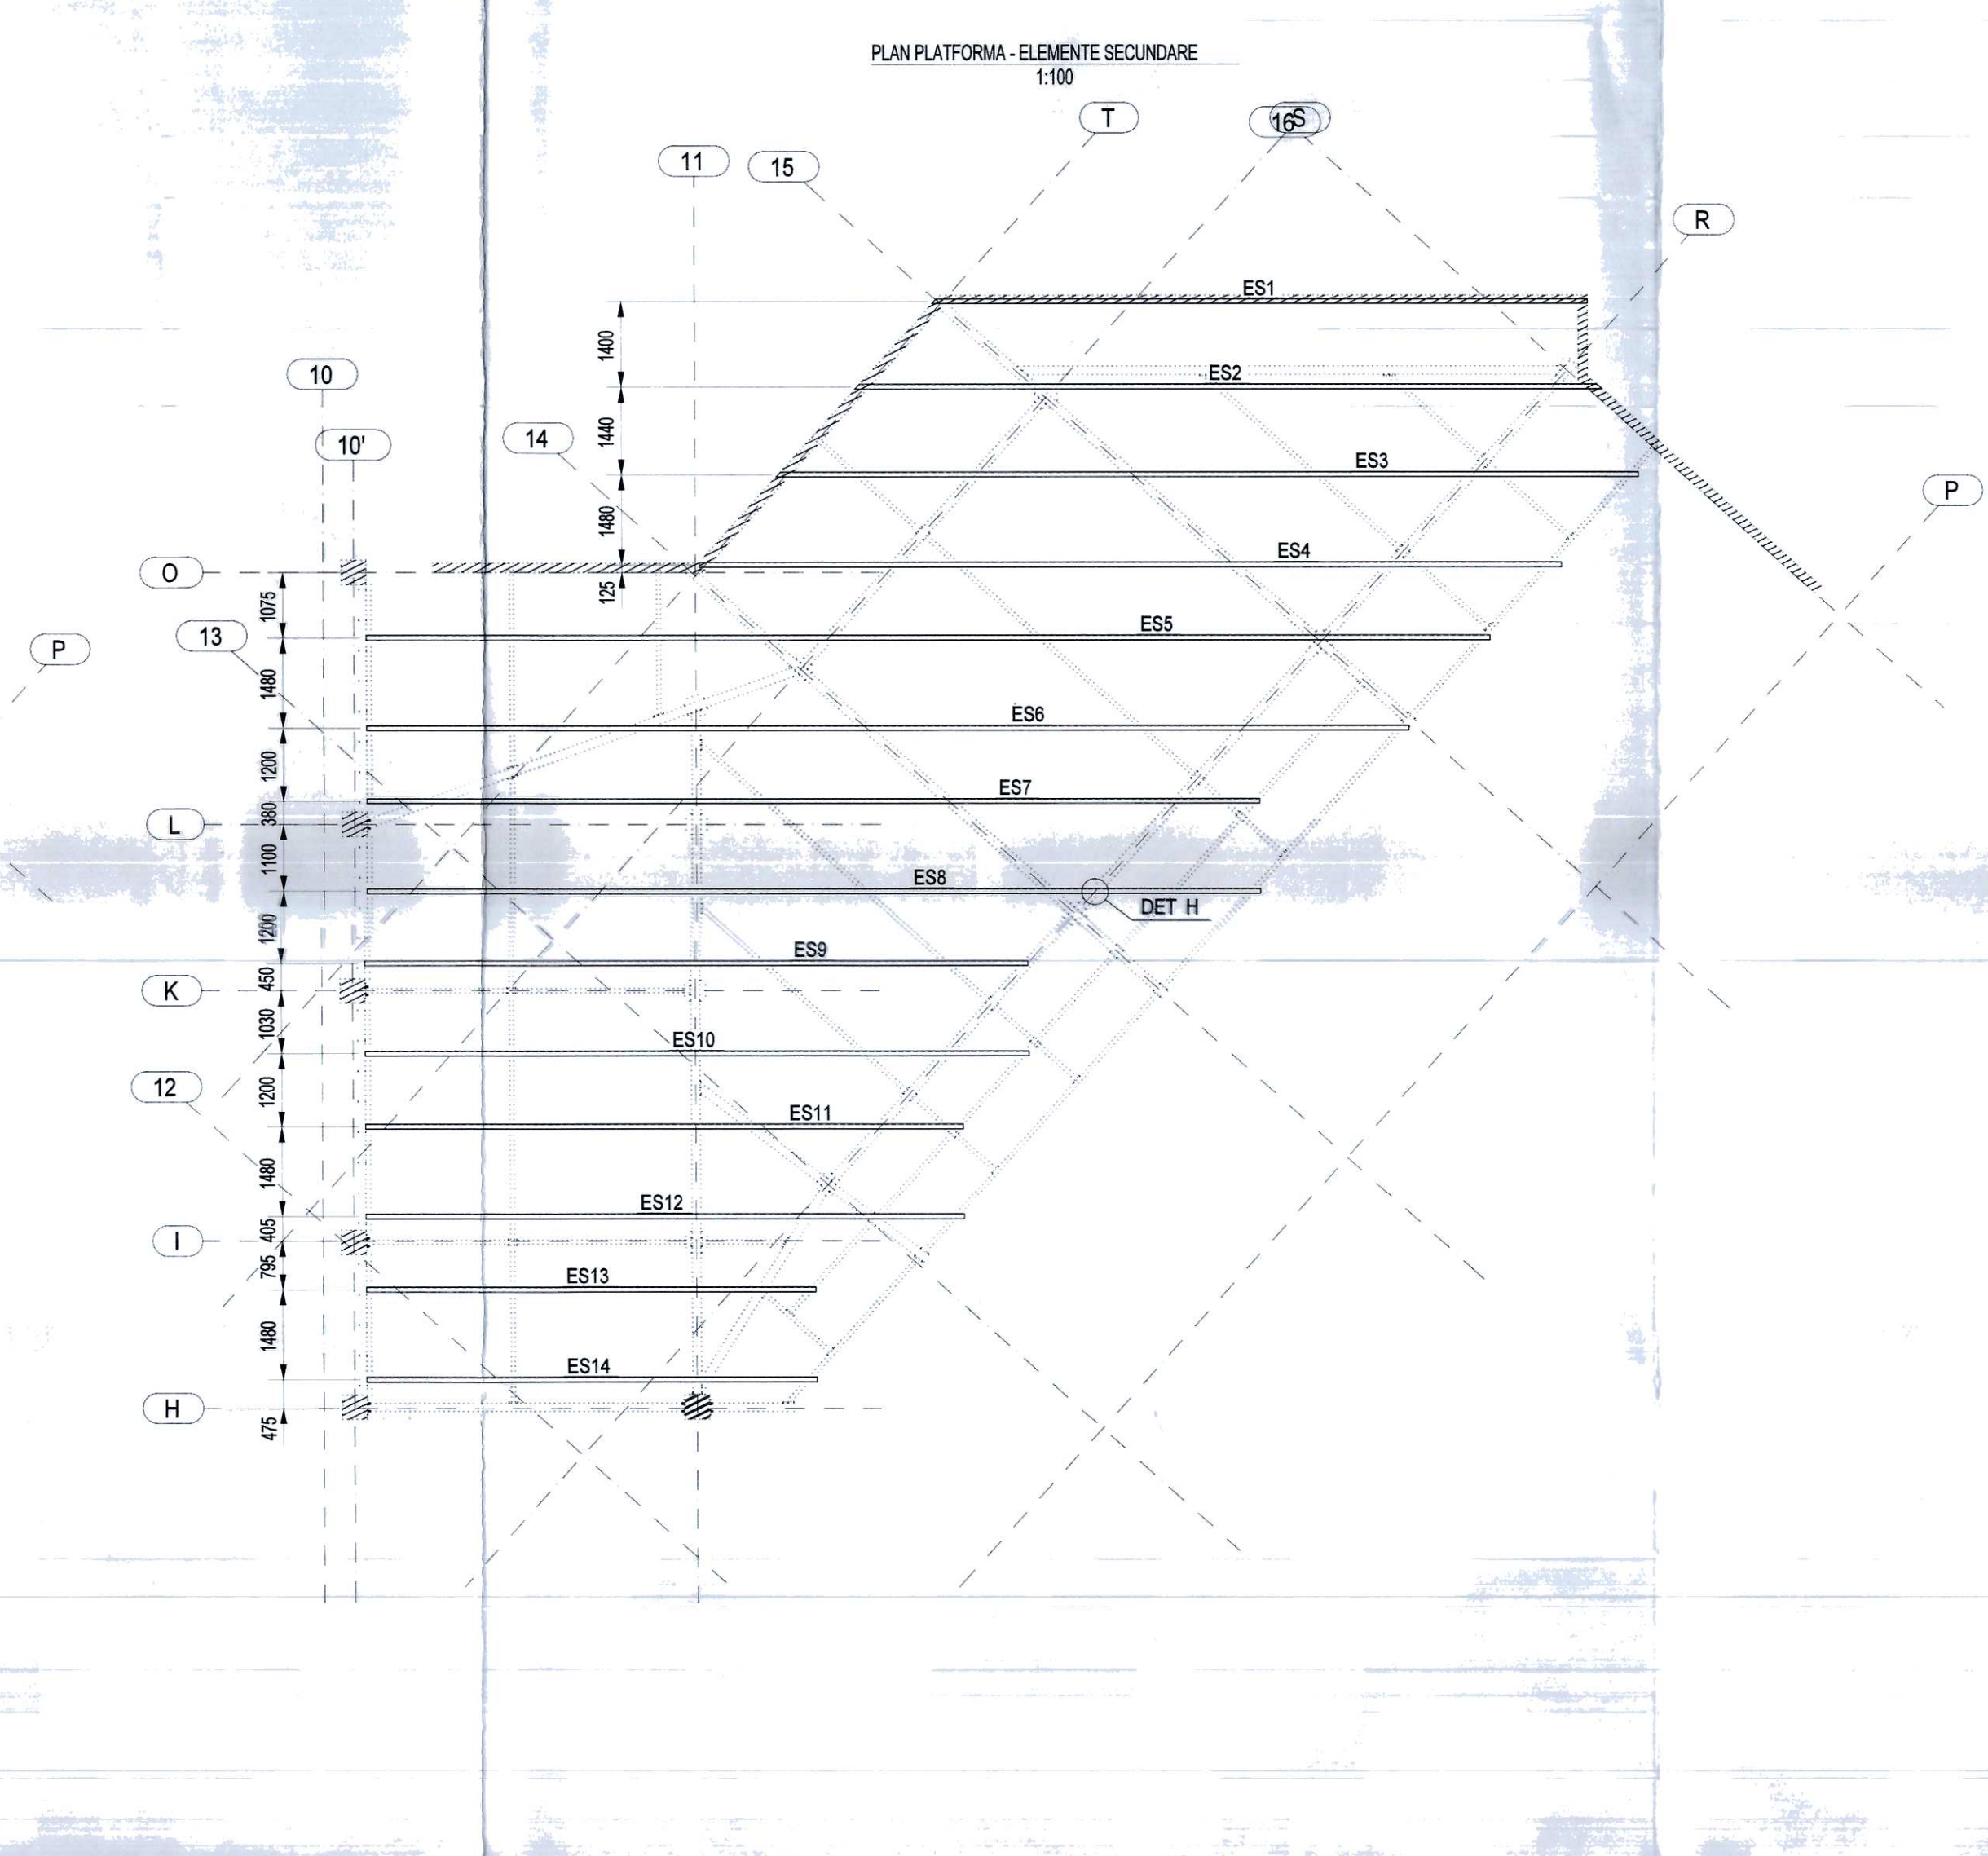 PLAN PLATFORMA - ELEMENTE SECUNDARE
1:100
T
16
S
11
15
R
ES1
1400
10
ES2
10'
14
1440
ES3
P
1480
ES4
O
125
1075
13
P
ES5
1480
ES6
1200
ES7
380
L
1100
ES8
DET H
1200
ES9
450
K
1030
ES10
12
1200
ES11
1480
ES12
405
I
795
ES13
1480
ES14
H
475